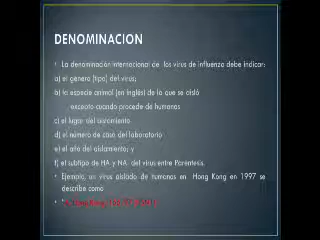 DENOMINACION
La denominación internacional de los virus de influenza debe indicar:
a) el genero [tipo] del virus;
b) la especie animal (en inglés) de la que se aisló
excepto cuando procede de humanos
c) el lugar del aislamiento
d) el número de caso del laboratorio
e) el año del aislamiento; y
f) el subtipo de HA y NA del virus entre Parentesis.
Ejemplo, un virus aislado de humanos en Hong Kong en 1997 se
describe como